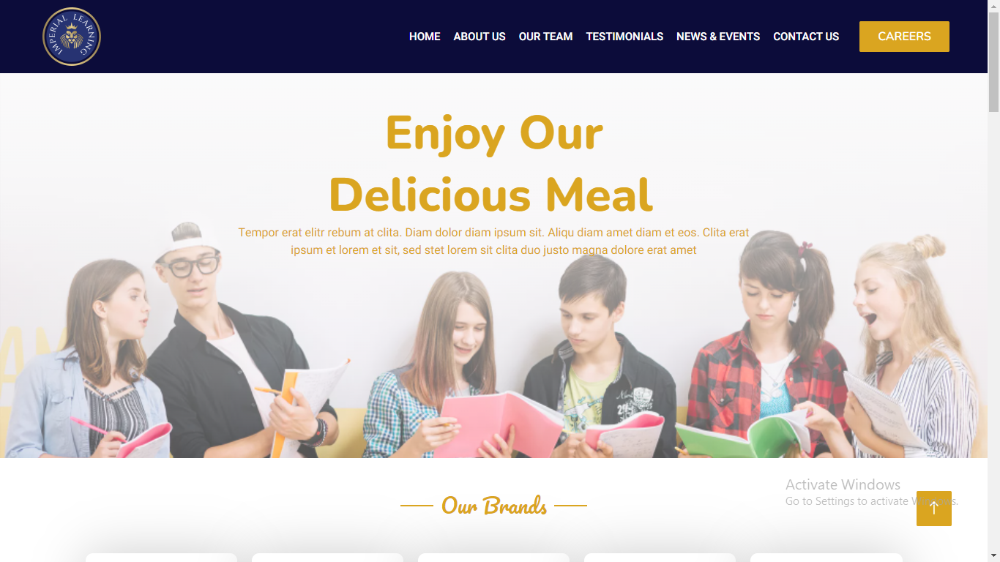 IMPERIAL LEARNING
HOME ABOUT US OUR TEAM TESTIMONIALS NEWS & EVENTS CONTACT US CAREERS
Enjoy Our
Delicious Meal
Tempor erat elitr rebum at clita. Diam dolor diam ipsum sit. Aliqu diam amet diam et eos. Clita erat
ipsum et lorem et sit, sed stet lorem sit clita duo justo magna dolore erat amet
Our Brands
Activate Windows
Go to Settings to activate Windows.